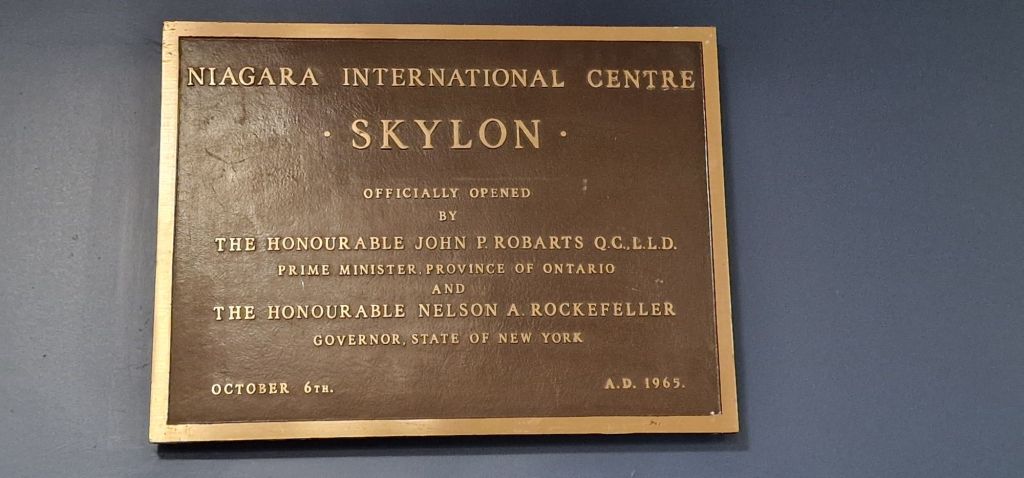 NIAGARA INTERNATIONAL CENTRE
· SKYLON ·
OFFICIALLY OPENED
BY
THE HONOURABLE JOHN P. ROBARTS Q.C., L.L.D.
PRIME MINISTER, PROVINCE OF ONTARIO
AND
THE HONOURABLE NELSON A. ROCKEFELLER
GOVERNOR, STATE OF NEW YORK
OCTOBER 6TH. A.D. 1965.